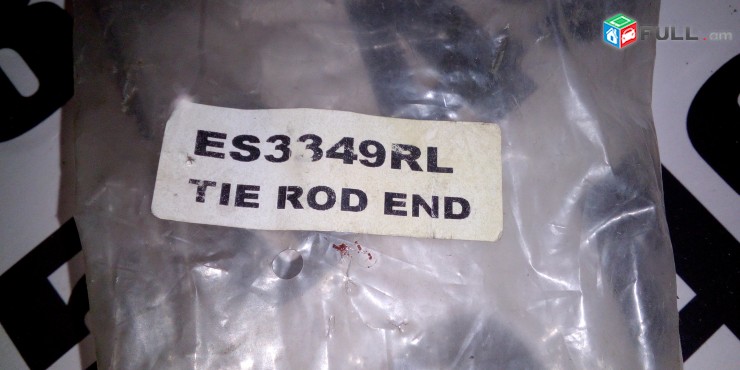 FULL.am
ES3349RL
TIE ROD END